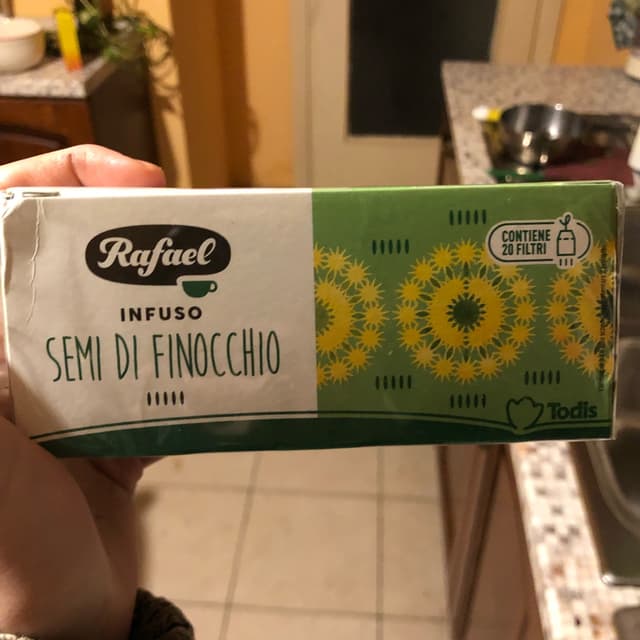 Rafael
INFUSO
SEMI DI FINOCCHIO
CONTIENE
20 FILTRI
Todis